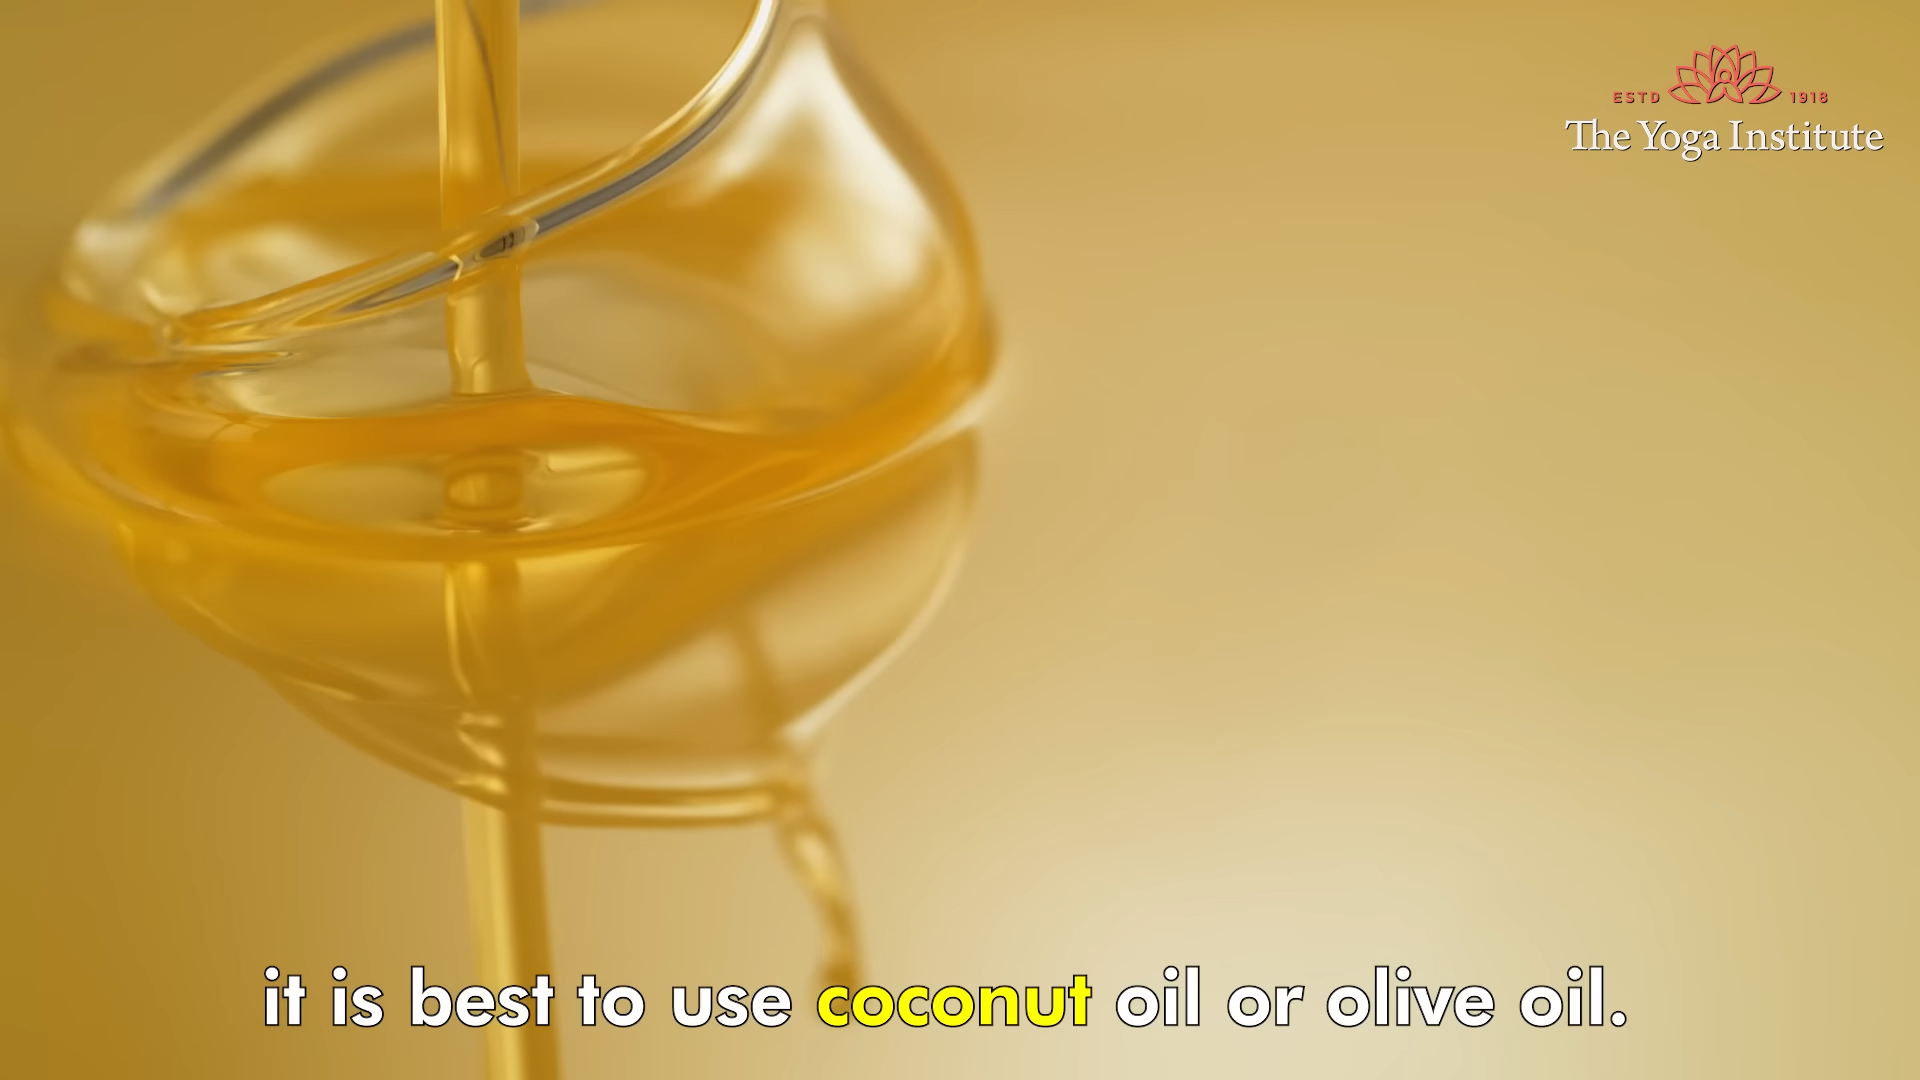 ESTD 1918
The Yoga Institute
it is best to use coconut oil or olive oil.